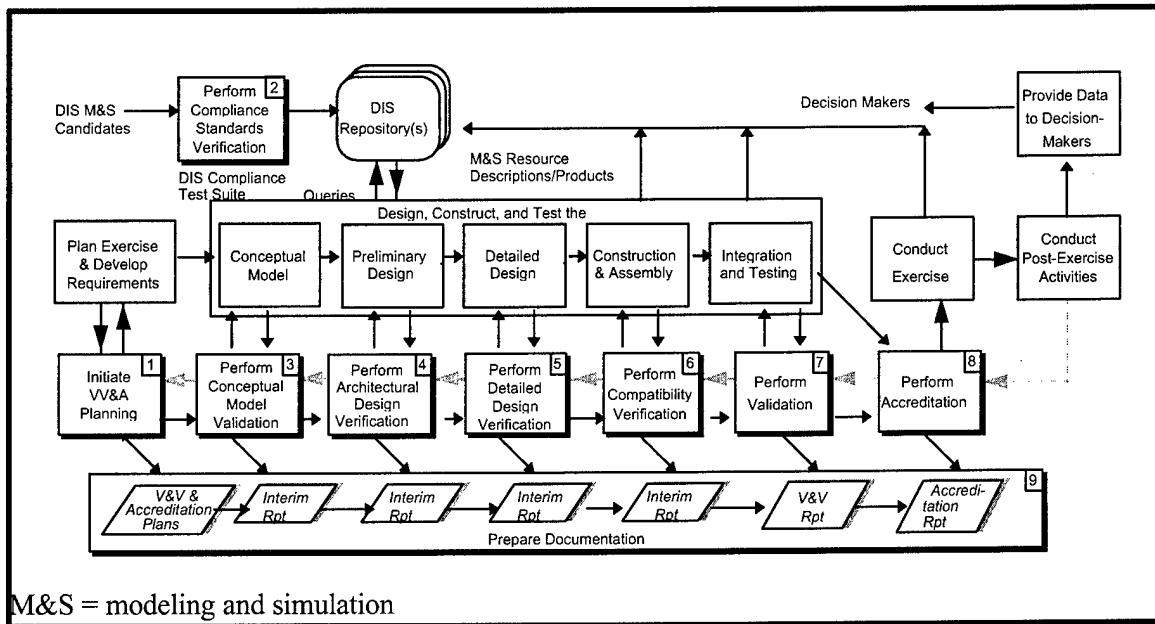 DIS M&S
Candidates
2
Perform
Compliance
Standards
Verification
DIS Compliance
Test Suite
DIS
Repository(s)
Queries
M&S Resource
Descriptions/Products
Decision Makers
Provide Data
to Decision-
Makers
Plan Exercise
& Develop
Requirements
Design, Construct, and Test the
Conceptual
Model
Preliminary
Design
Detailed
Design
Construction
& Assembly
Integration
and Testing
Conduct
Exercise
Conduct
Post-Exercise
Activities
1
Initiate
VV&A
Planning
3
Perform
Conceptual
Model
Validation
4
Perform
Architectural
Design
Verification
5
Perform
Detailed
Design
Verification
6
Perform
Compatibility
Verification
7
Perform
Validation
8
Perform
Accreditation
9
V&V &
Accreditation
Plans
Interim
Rpt
Interim
Rpt
Interim
Rpt
Interim
Rpt
V&V
Rpt
Accredi-
tation
Rpt
Prepare Documentation
M&S = modeling and simulation